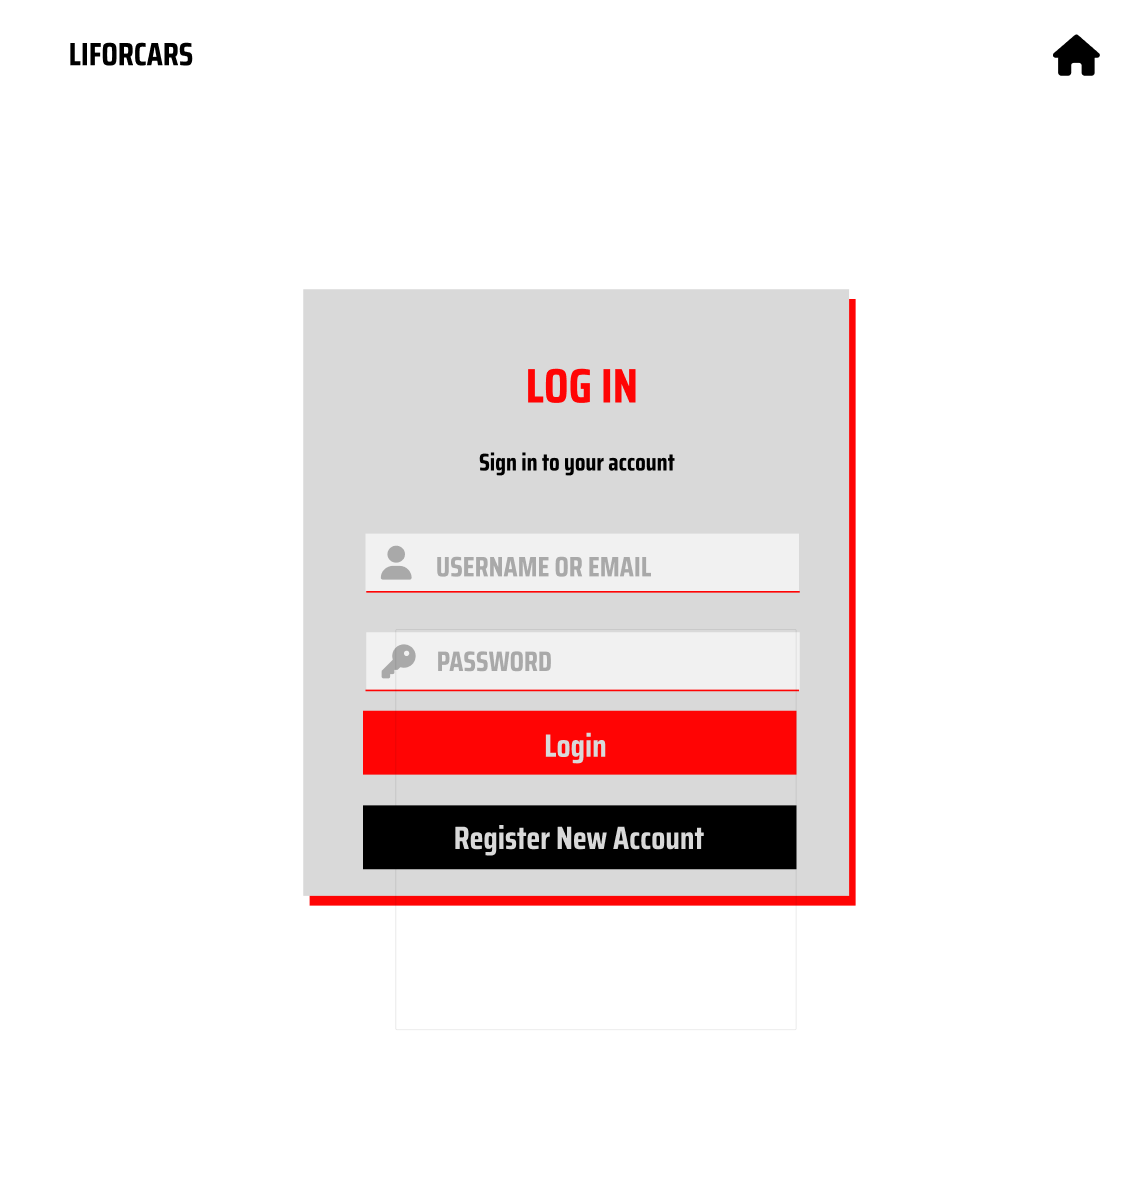 LIFORCARS
LOG IN
Sign in to your account
USERNAME OR EMAIL
PASSWORD
Login
Register New Account